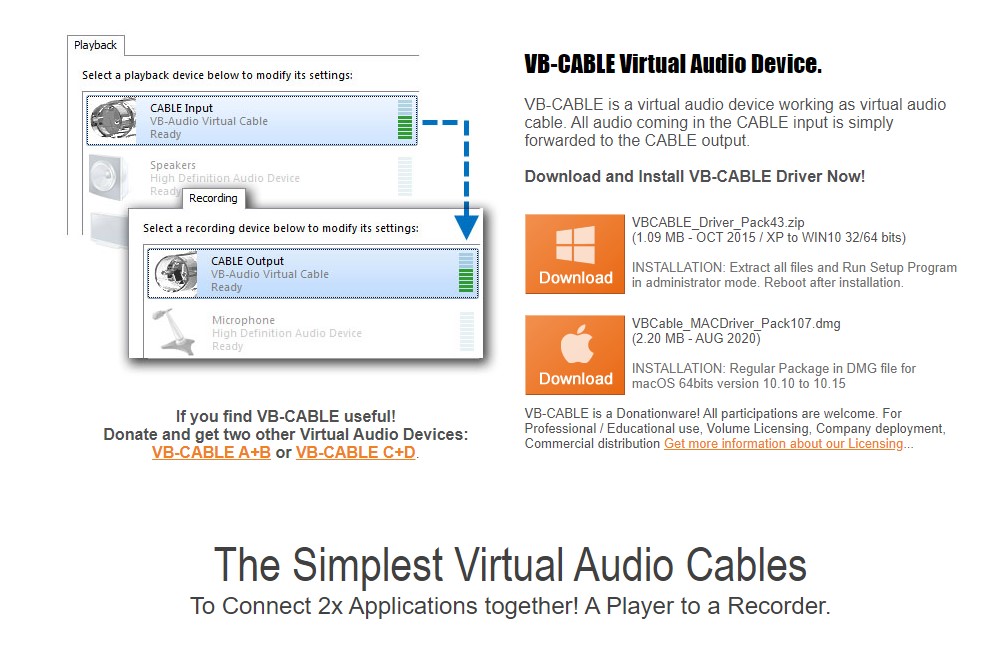 Playback
Select a playback device below to modify its settings:
CABLE Input
VB-Audio Virtual Cable
Ready
Speakers
High Definition Audio Device
Ready
Recording
Select a recording device below to modify its settings:
CABLE Output
VB-Audio Virtual Cable
Ready
Microphone
High Definition Audio Device
Ready
If you find VB-CABLE useful!
Donate and get two other Virtual Audio Devices:
VB-CABLE A+B or VB-CABLE C+D.
VB-CABLE Virtual Audio Device.
VB-CABLE is a virtual audio device working as virtual audio
cable. All audio coming in the CABLE input is simply
forwarded to the CABLE output.
Download and Install VB-CABLE Driver Now!
Download
VBCABLE_Driver_Pack43.zip
(1.09 MB - OCT 2015 / XP to WIN10 32/64 bits)
INSTALLATION: Extract all files and Run Setup Program
in administrator mode. Reboot after installation.
Download
VBCable_MACDriver_Pack107.dmg
(2.20 MB - AUG 2020)
INSTALLATION: Regular Package in DMG file for
macOS 64bits version 10.10 to 10.15
VB-CABLE is a Donationware! All participations are welcome. For
Professional / Educational use, Volume Licensing, Company deployment,
Commercial distribution Get more information about our Licensing...
The Simplest Virtual Audio Cables
To Connect 2x Applications together! A Player to a Recorder.